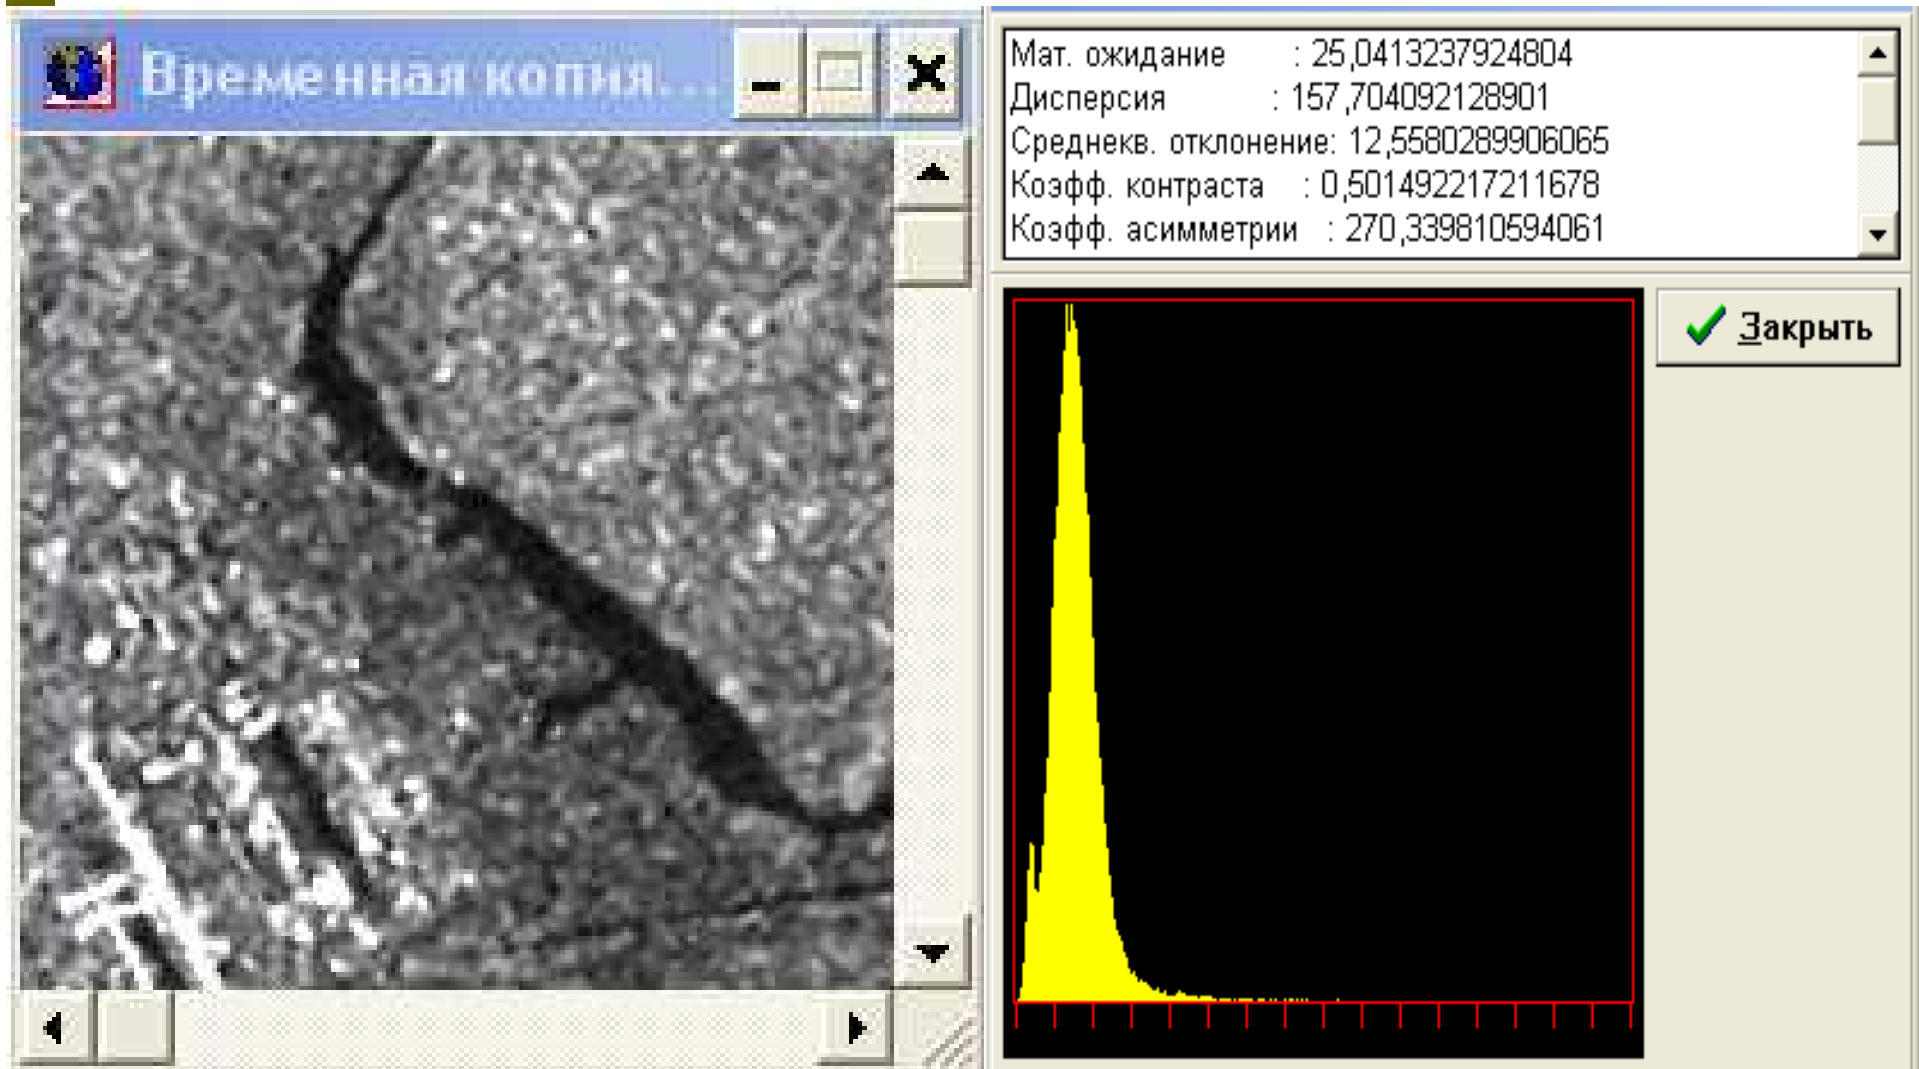 Временная копия...
Мат. ожидание : 25,0413237924804
Дисперсия : 157,704092128901
Среднекв. отклонение: 12,5580289906065
Коэфф. контраста : 0,501492217211678
Коэфф. асимметрии : 270,339810594061
Закрыть